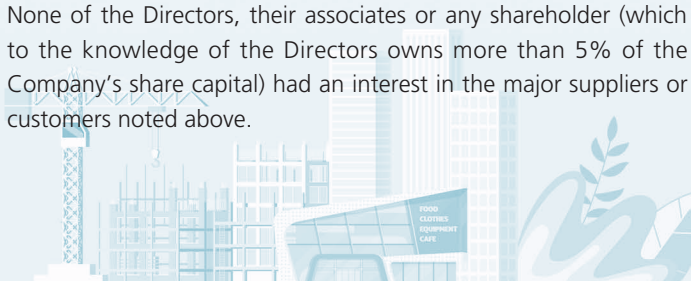 None of the Directors, their associates or any shareholder (which
to the knowledge of the Directors owns more than 5% of the
Company’s share capital) had an interest in the major suppliers or
customers noted above.
FOOD
CLOTHES
EQUIPMENT
CAFE